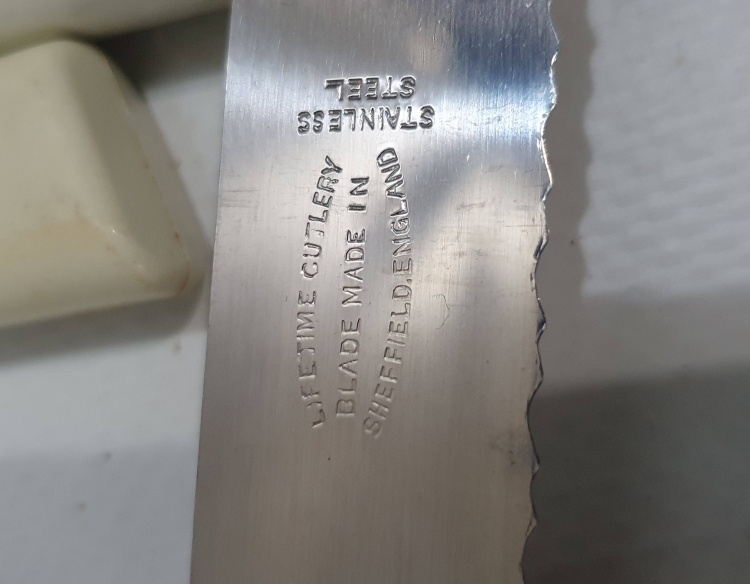 LIFETIME CUTLERY
BLADE MADE IN
SHEFFIELD, ENGLAND
STAINLESS
STEEL